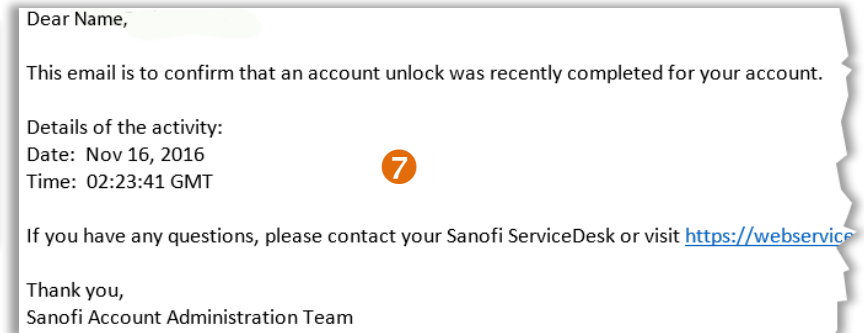 Dear Name,
This email is to confirm that an account unlock was recently completed for your account.
Details of the activity:
Date: Nov 16, 2016
7
Time: 02:23:41 GMT
If you have any questions, please contact your Sanofi ServiceDesk or visit https://webservice
Thank you,
Sanofi Account Administration Team